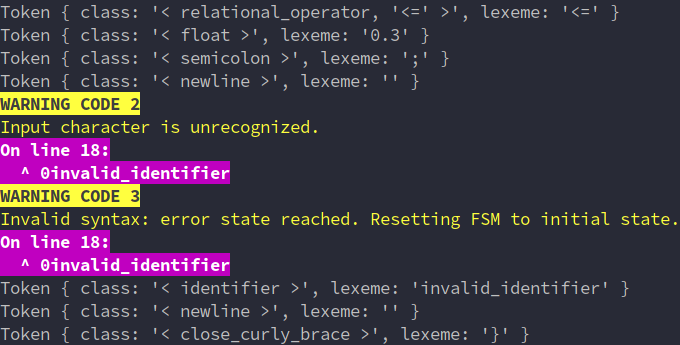 Token { class: '< relational_operator, '<=' >', lexeme: '<=' }
Token { class: '< float >', lexeme: '0.3' }
Token { class: '< semicolon >', lexeme: ';' }
Token { class: '< newline >', lexeme: '' }
WARNING CODE 2
Input character is unrecognized.
On line 18:
  ^ 0invalid_identifier
WARNING CODE 3
Invalid syntax: error state reached. Resetting FSM to initial state.
On line 18:
  ^ 0invalid_identifier
Token { class: '< identifier >', lexeme: 'invalid_identifier' }
Token { class: '< newline >', lexeme: '' }
Token { class: '< close_curly_brace >', lexeme: '}' }